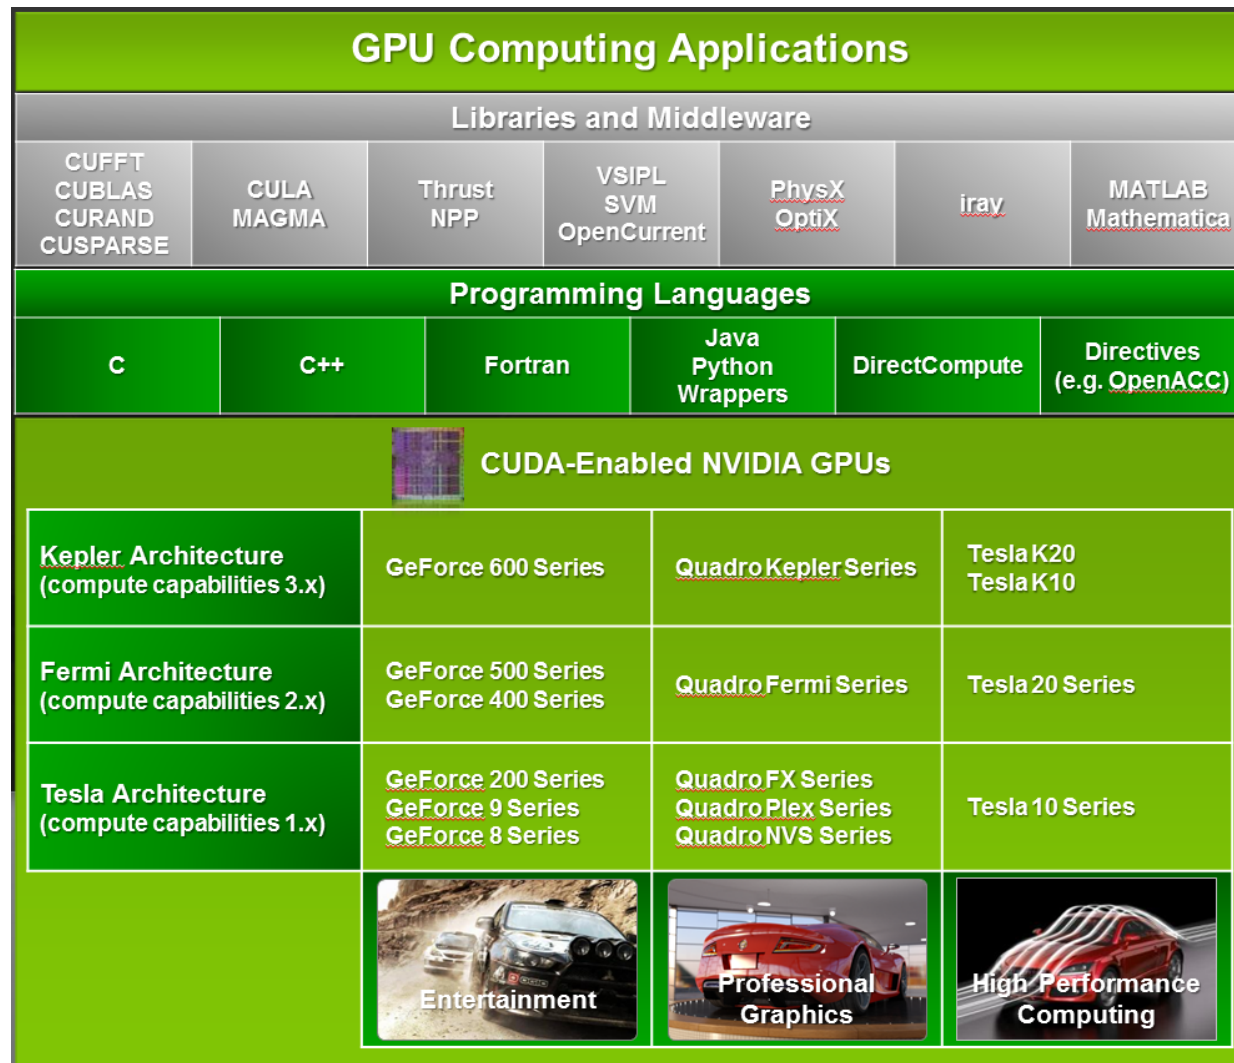 GPU Computing Applications
Libraries and Middleware
CUFFT
CUBLAS
CURAND
CUSPARSE
CULA
MAGMA
Thrust
NPP
VSIPL
SVM
OpenCurrent
PhysX
OptiX
iray
MATLAB
Mathematica
Programming Languages
C
C++
Fortran
Java
Python
Wrappers
DirectCompute
Directives
(e.g. OpenACC)
CUDA-Enabled NVIDIA GPUs
Kepler Architecture
(compute capabilities 3.x)
GeForce 600 Series
Quadro Kepler Series
Tesla K20
Tesla K10
Fermi Architecture
(compute capabilities 2.x)
GeForce 500 Series
GeForce 400 Series
Quadro Fermi Series
Tesla 20 Series
Tesla Architecture
(compute capabilities 1.x)
GeForce 200 Series
GeForce 9 Series
GeForce 8 Series
Quadro FX Series
Quadro Plex Series
Quadro NVS Series
Tesla 10 Series
Entertainment
Professional
Graphics
High Performance
Computing